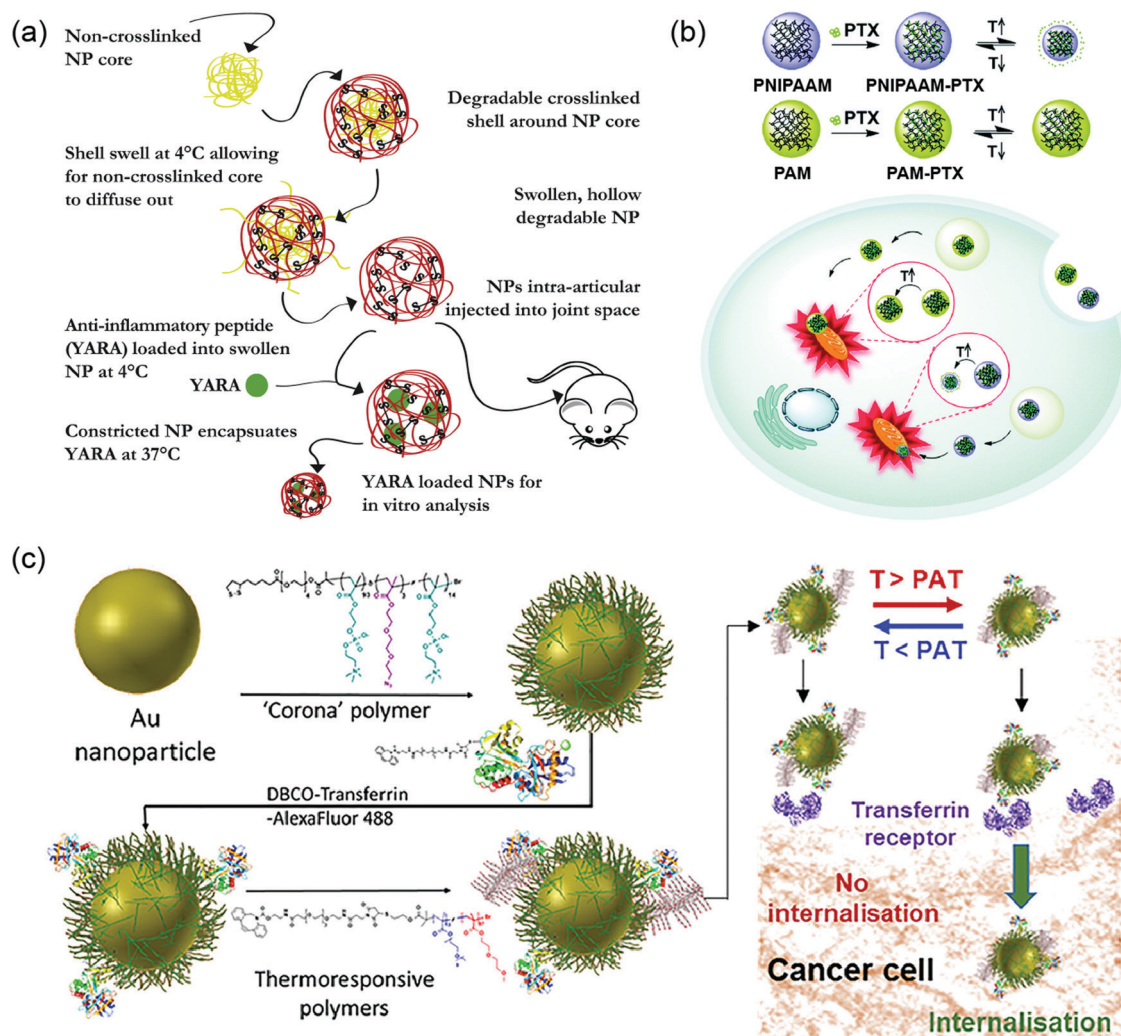 (a)
Non-crosslinked
NP core
Degradable crosslinked
shell around NP core
Shell swell at 4°C allowing
for non-crosslinked core
to diffuse out
Swollen, hollow
degradable NP
NPs intra-articular
injected into joint space
Anti-inflammatory peptide
(YARA) loaded into swollen
NP at 4°C
YARA
Constricted NP encapsuates
YARA at 37°C
YARA loaded NPs for
in vitro analysis
(b)
PTX
T↑
T↓
PNIPAAM
PNIPAAM-PTX
PTX
T↑
T↓
PAM
PAM-PTX
T↑
T↑
(c)
Au
nanoparticle
'Corona' polymer
DBCO-Transferrin
-AlexaFluor 488
Thermoresponsive
polymers
T > PAT
T < PAT
Transferrin
receptor
No
internalisation
Cancer cell
Internalisation